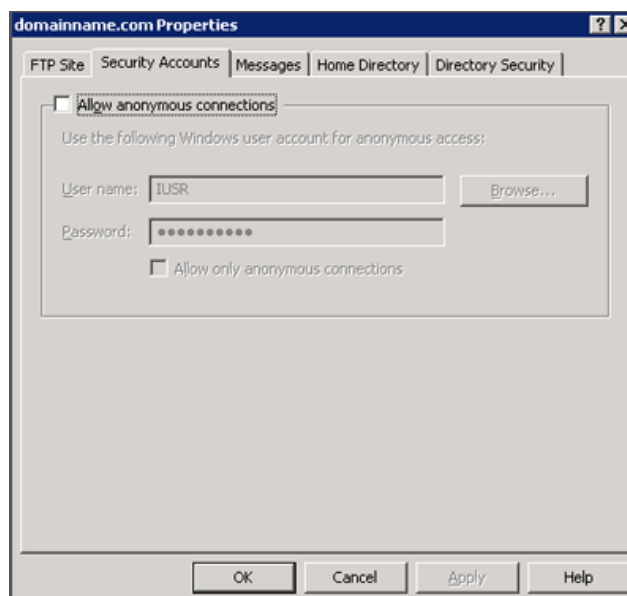 domainname.com Properties
FTP Site Security Accounts Messages Home Directory Directory Security
Allow anonymous connections
Use the following Windows user account for anonymous access:
User name: IUSR Browse...
Password: ●●●●●●●●●●
Allow only anonymous connections
OK Cancel Apply Help